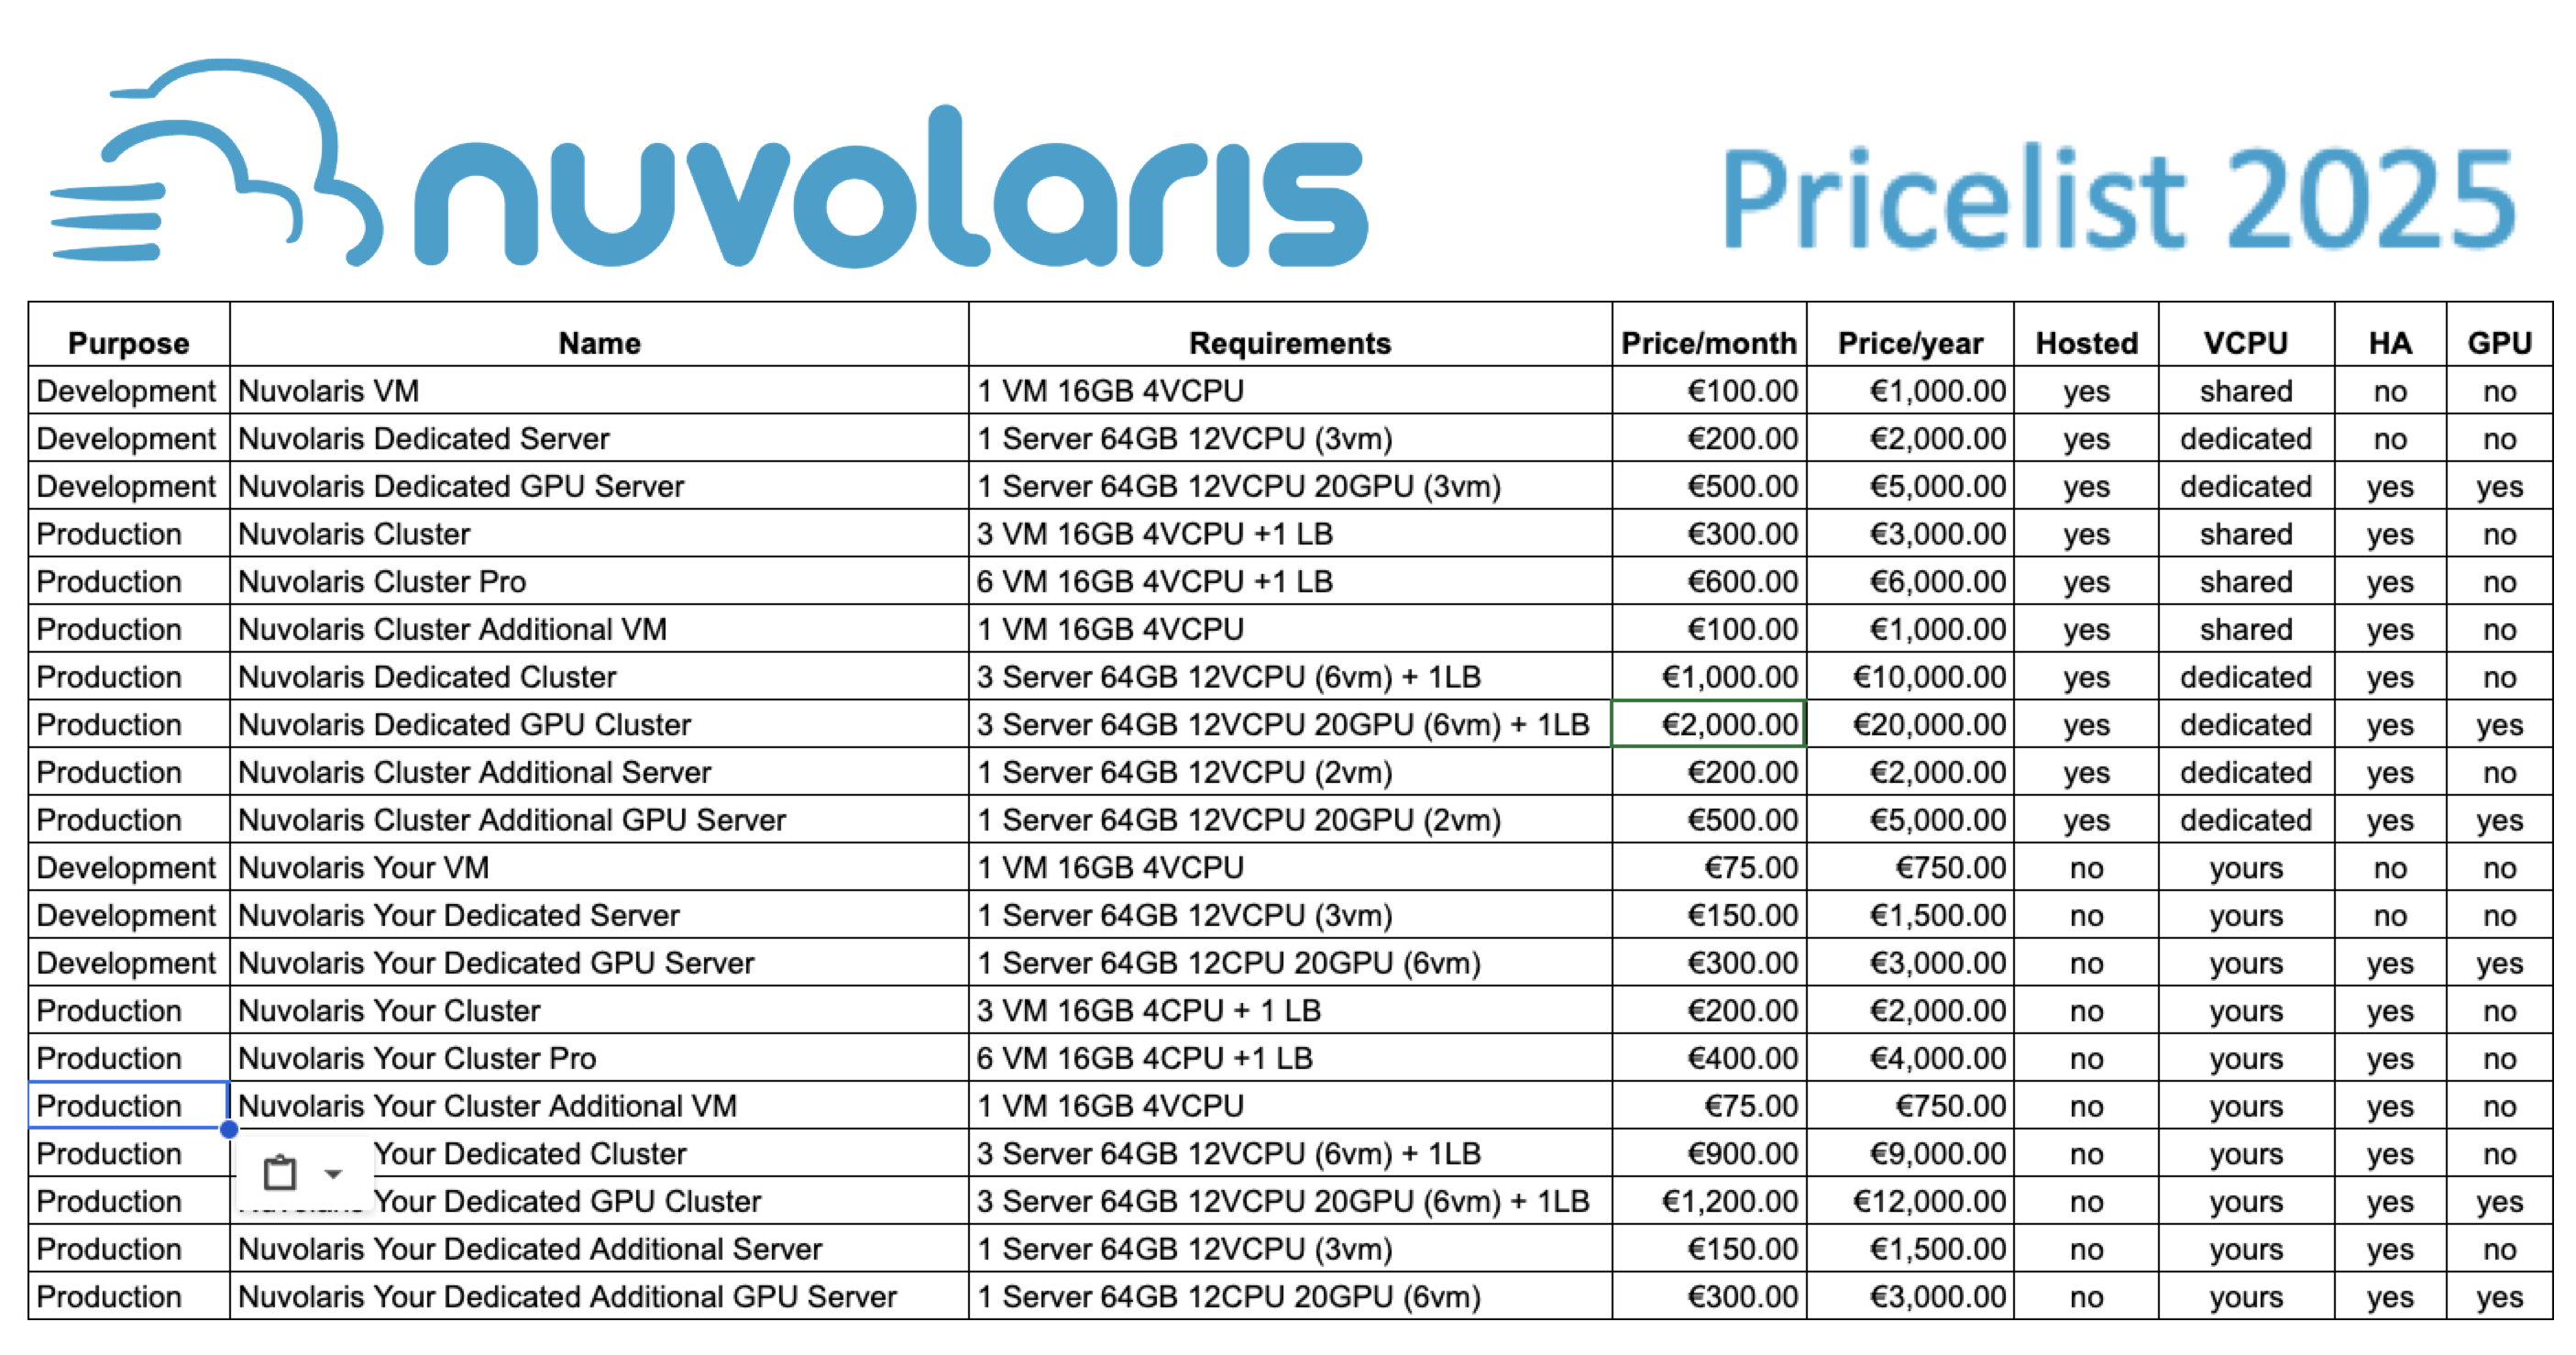 nuvolaris
Pricelist 2025
Purpose Name Requirements Price/month Price/year Hosted VCPU HA GPU
Development Nuvolaris VM 1 VM 16GB 4VCPU €100.00 €1,000.00 yes shared no no
Development Nuvolaris Dedicated Server 1 Server 64GB 12VCPU (3vm) €200.00 €2,000.00 yes dedicated no no
Development Nuvolaris Dedicated GPU Server 1 Server 64GB 12VCPU 20GPU (3vm) €500.00 €5,000.00 yes dedicated yes yes
Production Nuvolaris Cluster 3 VM 16GB 4VCPU +1 LB €300.00 €3,000.00 yes shared yes no
Production Nuvolaris Cluster Pro 6 VM 16GB 4VCPU +1 LB €600.00 €6,000.00 yes shared yes no
Production Nuvolaris Cluster Additional VM 1 VM 16GB 4VCPU €100.00 €1,000.00 yes shared yes no
Production Nuvolaris Dedicated Cluster 3 Server 64GB 12VCPU (6vm) + 1LB €1,000.00 €10,000.00 yes dedicated yes no
Production Nuvolaris Dedicated GPU Cluster 3 Server 64GB 12VCPU 20GPU (6vm) + 1LB €2,000.00 €20,000.00 yes dedicated yes yes
Production Nuvolaris Cluster Additional Server 1 Server 64GB 12VCPU (2vm) €200.00 €2,000.00 yes dedicated yes no
Production Nuvolaris Cluster Additional GPU Server 1 Server 64GB 12VCPU 20GPU (2vm) €500.00 €5,000.00 yes dedicated yes yes
Development Nuvolaris Your VM 1 VM 16GB 4VCPU €75.00 €750.00 no yours no no
Development Nuvolaris Your Dedicated Server 1 Server 64GB 12VCPU (3vm) €150.00 €1,500.00 no yours no no
Development Nuvolaris Your Dedicated GPU Server 1 Server 64GB 12CPU 20GPU (6vm) €300.00 €3,000.00 no yours yes yes
Production Nuvolaris Your Cluster 3 VM 16GB 4CPU + 1 LB €200.00 €2,000.00 no yours yes no
Production Nuvolaris Your Cluster Pro 6 VM 16GB 4CPU +1 LB €400.00 €4,000.00 no yours yes no
Production Nuvolaris Your Cluster Additional VM 1 VM 16GB 4VCPU €75.00 €750.00 no yours yes no
Production Your Dedicated Cluster 3 Server 64GB 12VCPU (6vm) + 1LB €900.00 €9,000.00 no yours yes no
Production Your Dedicated GPU Cluster 3 Server 64GB 12VCPU 20GPU (6vm) + 1LB €1,200.00 €12,000.00 no yours yes yes
Production Nuvolaris Your Dedicated Additional Server 1 Server 64GB 12VCPU (3vm) €150.00 €1,500.00 no yours yes no
Production Nuvolaris Your Dedicated Additional GPU Server 1 Server 64GB 12CPU 20GPU (6vm) €300.00 €3,000.00 no yours yes yes